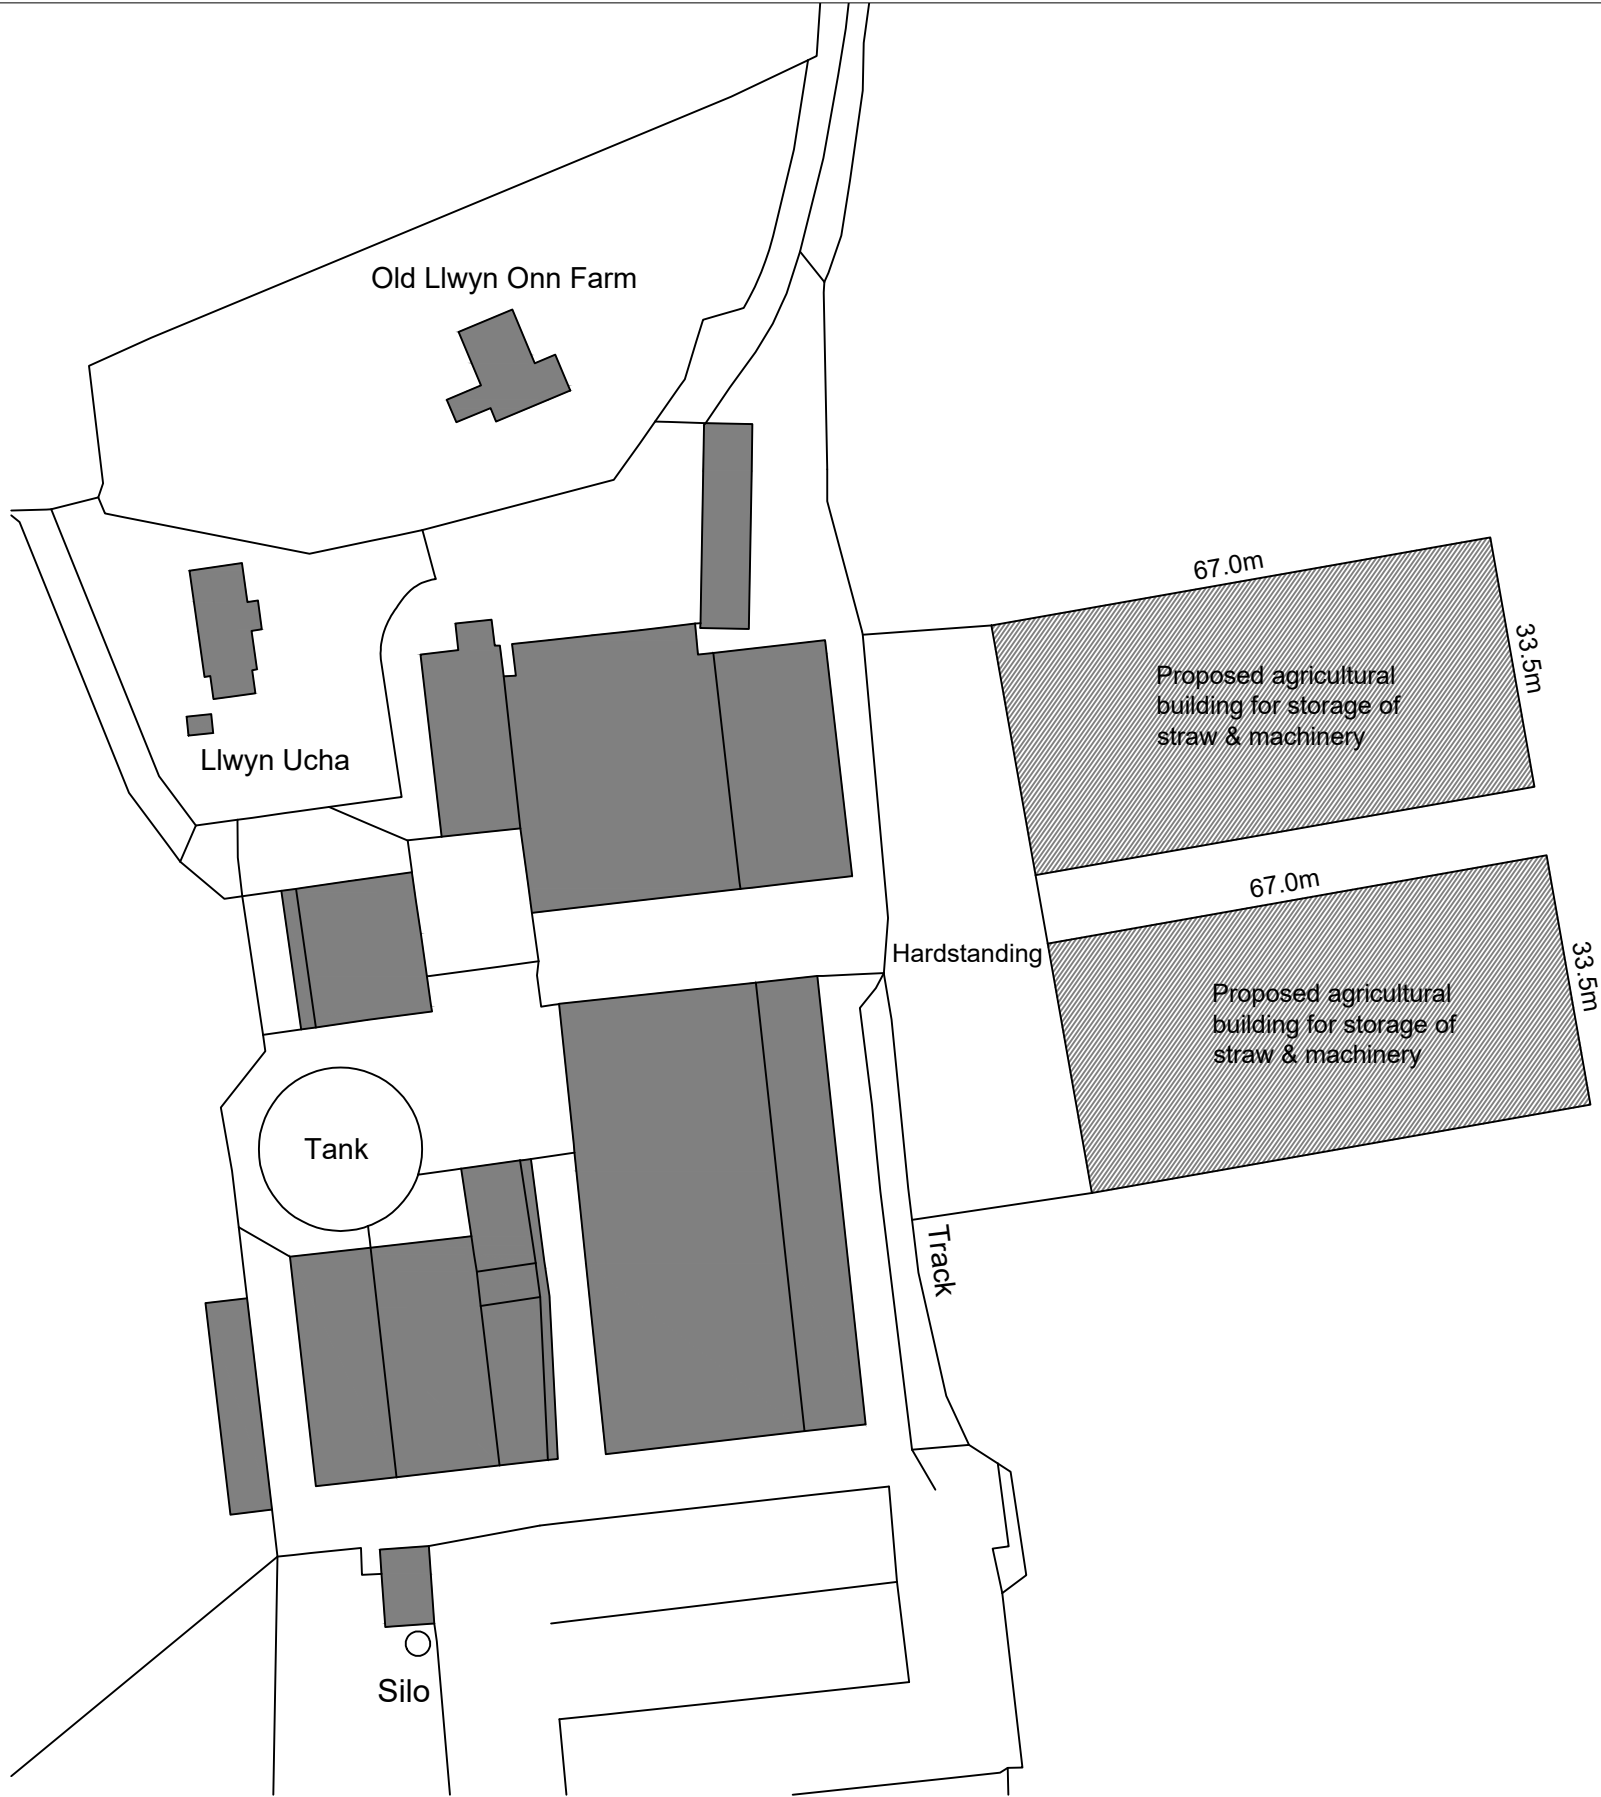 Old Llwyn Onn Farm
67.0m
33.5m
Proposed agricultural
building for storage of
straw & machinery
Llwyn Ucha
67.0m
33.5m
Hardstanding
Proposed agricultural
building for storage of
straw & machinery
Tank
Track
Silo